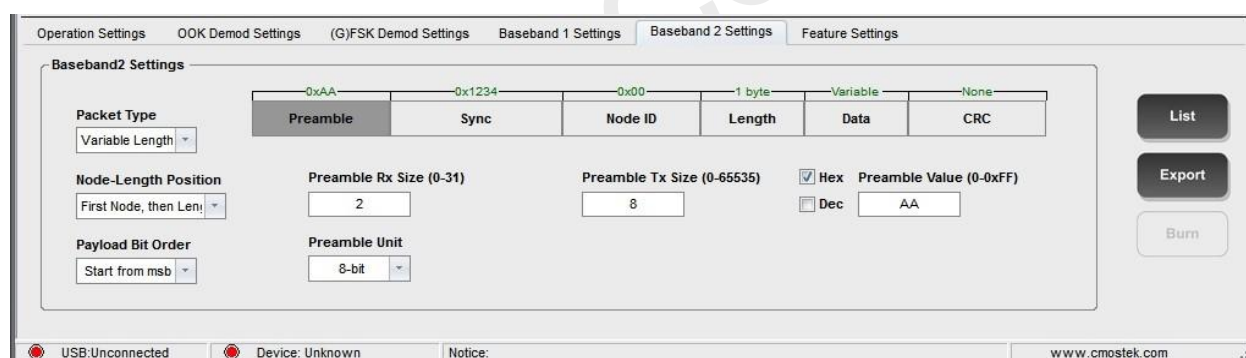 Operation Settings OOK Demod Settings (G)FSK Demod Settings Baseband 1 Settings Baseband 2 Settings Feature Settings
Baseband2 Settings
0xAA 0x1234 0x00 1 byte Variable None
Preamble Sync Node ID Length Data CRC
Packet Type
Variable Length
List
Node-Length Position Preamble Rx Size (0-31) Preamble Tx Size (0-65535) Hex Preamble Value (0-0xFF)
Export
First Node, then Len 2 8 Dec AA
Payload Bit Order Preamble Unit
Burn
Start from msb 8-bit
USB:Unconnected Device: Unknown Notice: www.cmostek.com